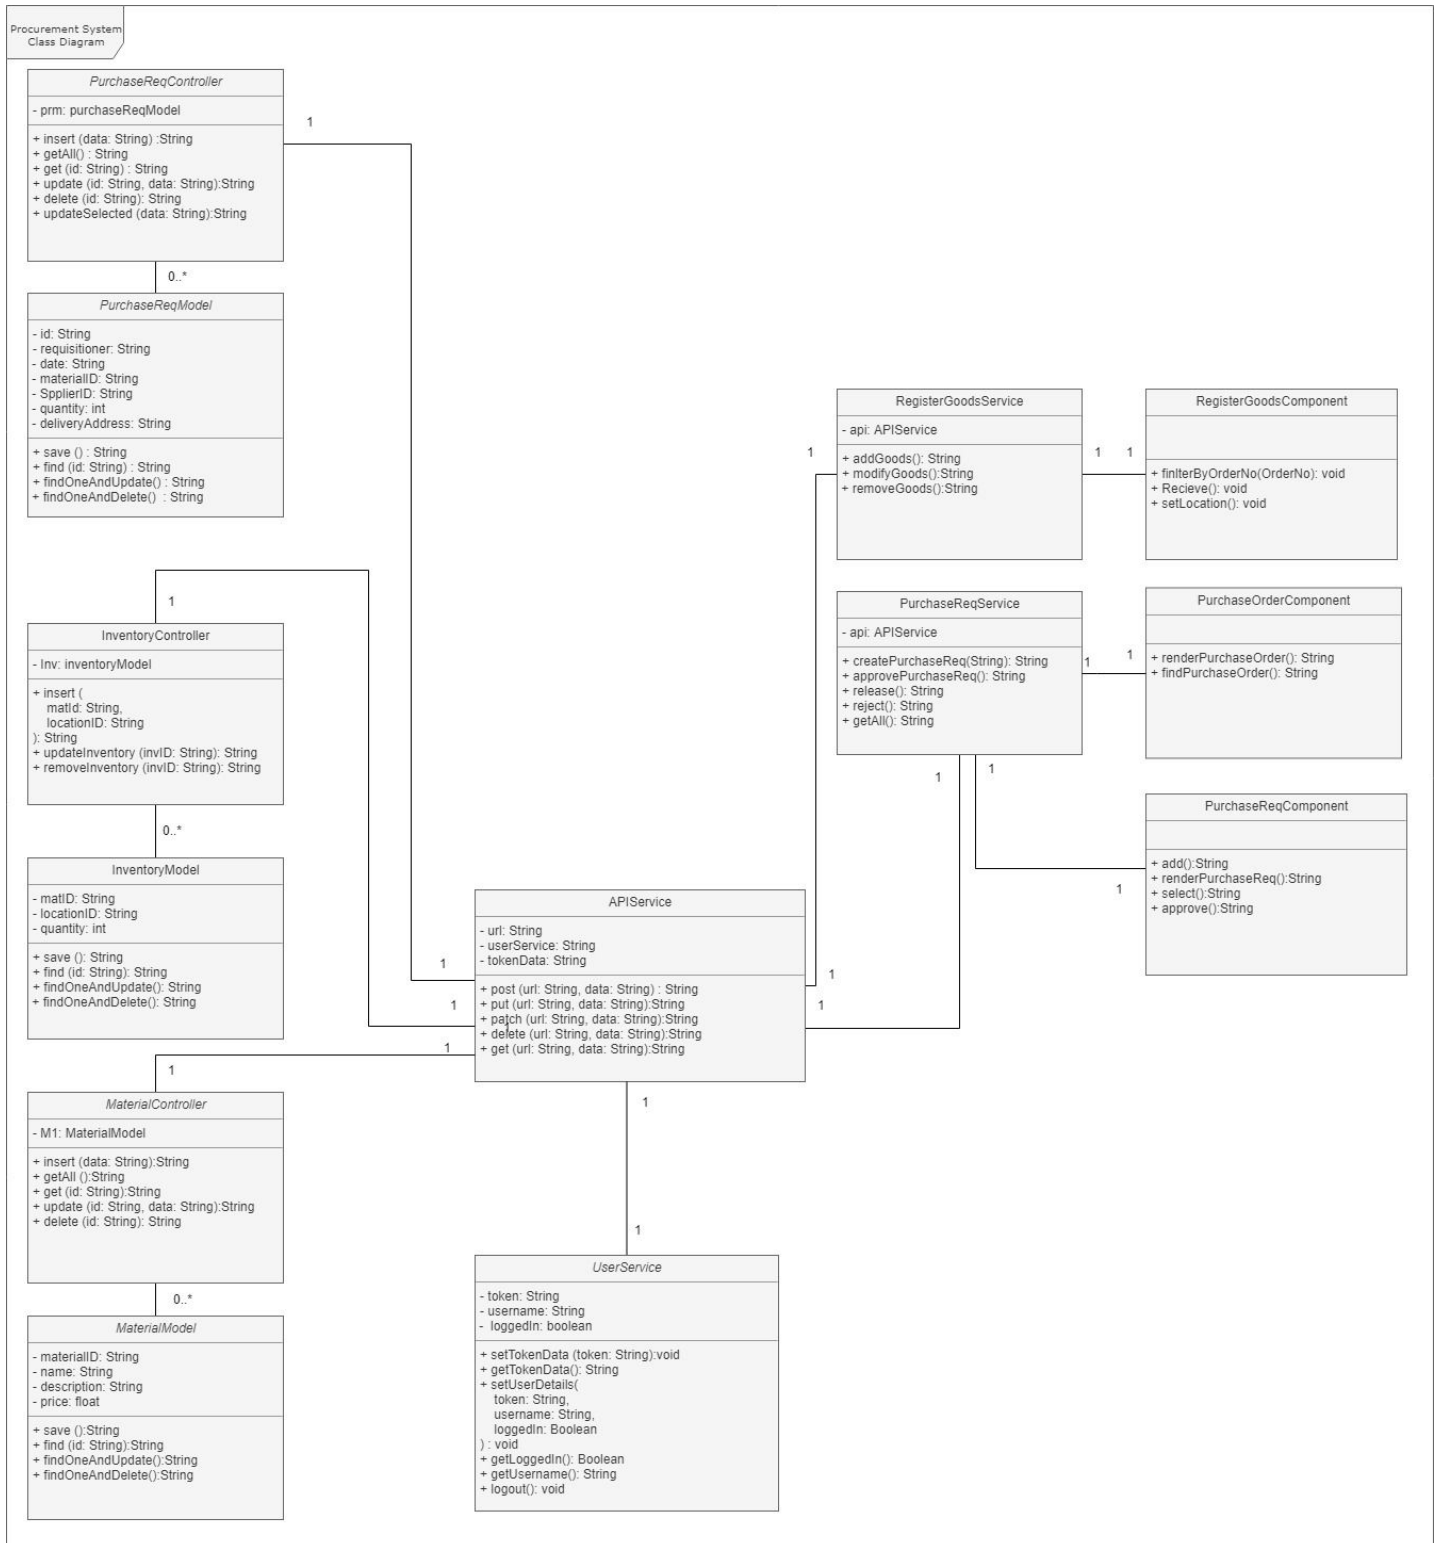 Procurement System
Class Diagram
PurchaseReqController
- prm: purchaseReqModel
+ insert (data: String) :String
+ getAll() : String
+ get (id: String) : String
+ update (id: String, data: String):String
+ delete (id: String): String
+ updateSelected (data: String):String
1
0..*
PurchaseReqModel
- id: String
- requisitioner: String
- date: String
- materialID: String
- SpplierID: String
- quantity: int
- deliveryAddress: String
+ save () : String
+ find (id: String) : String
+ findOneAndUpdate() : String
+ findOneAndDelete() : String
1
InventoryController
- Inv: inventoryModel
+ insert (
matId: String,
locationID: String
): String
+ updateInventory (invID: String): String
+ removeInventory (invID: String): String
0..*
InventoryModel
- matID: String
- locationID: String
- quantity: int
+ save (): String
+ find (id: String): String
+ findOneAndUpdate(): String
+ findOneAndDelete(): String
1
MaterialController
- M1: MaterialModel
+ insert (data: String):String
+ getAll ():String
+ get (id: String):String
+ update (id: String, data: String):String
+ delete (id: String): String
0..*
MaterialModel
- materialID: String
- name: String
- description: String
- price: float
+ save ():String
+ find (id: String):String
+ findOneAndUpdate():String
+ findOneAndDelete():String
1
1
1
APIService
- url: String
- userService: String
- tokenData: String
+ post (url: String, data: String) : String
+ put (url: String, data: String):String
+ patch (url: String, data: String):String
1
+ delete (url: String, data: String):String
+ get (url: String, data: String):String
1
1
1
1
UserService
- token: String
- username: String
- loggedIn: boolean
+ setTokenData (token: String):void
+ getTokenData(): String
+ setUserDetails(
token: String,
username: String,
loggedIn: Boolean
) : void
+ getLoggedIn(): Boolean
+ getUsername(): String
+ logout(): void
1
RegisterGoodsService
- api: APIService
+ addGoods(): String
+ modifyGoods():String
+ removeGoods():String
1
1
RegisterGoodsComponent
+ finlterByOrderNo(OrderNo): void
+ Recieve(): void
+ setLocation(): void
PurchaseReqService
- api: APIService
+ createPurchaseReq(String): String
+ approvePurchaseReq(): String
+ release(): String
+ reject(): String
+ getAll(): String
1
1
PurchaseOrderComponent
+ renderPurchaseOrder(): String
+ findPurchaseOrder(): String
1
1
1
PurchaseReqComponent
+ add():String
+ renderPurchaseReq():String
+ select():String
+ approve():String